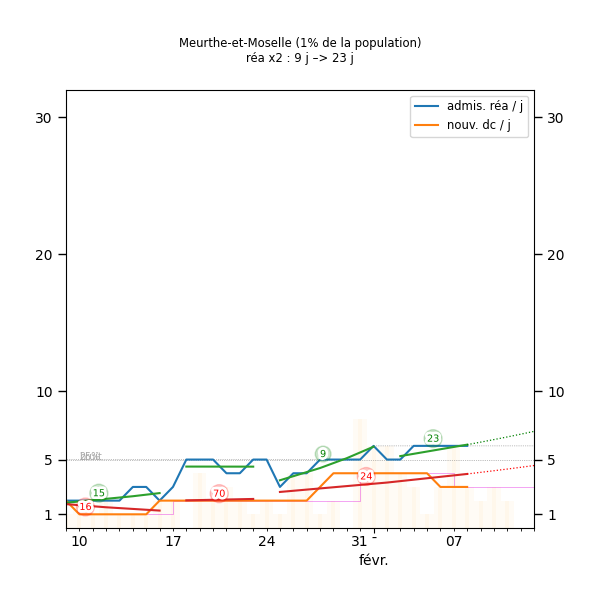 Meurthe-et-Moselle (1% de la population)
réa x2 : 9 j –> 23 j
admis. réa / j
nouv. dc / j
30 30
20 20
10 10
5 5
1 1
15
16
70
9
24
23
10 17 24 31 - 07
févr.